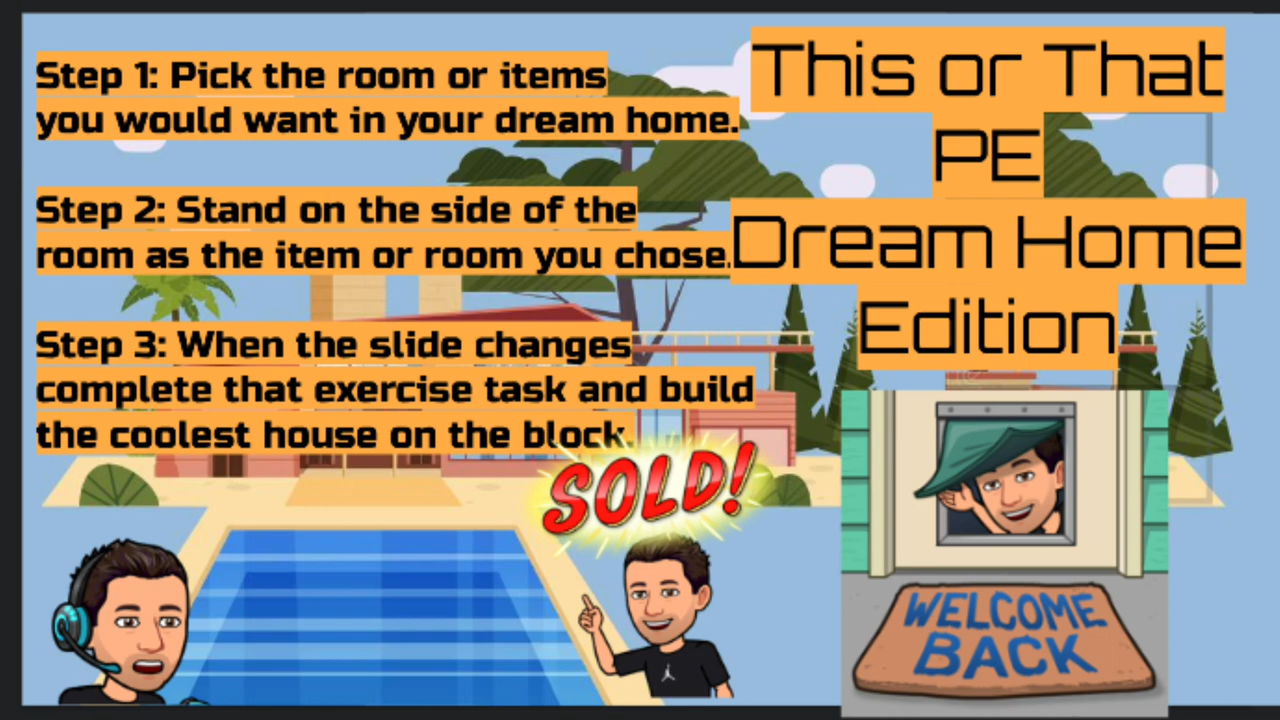 Step 1: Pick the room or items
you would want in your dream home.
Step 2: Stand on the side of the
room as the item or room you chose.
Step 3: When the slide changes
complete that exercise task and build
the coolest house on the block.
This or That
PE
Dream Home
Edition
SOLD!
WELCOME
BACK